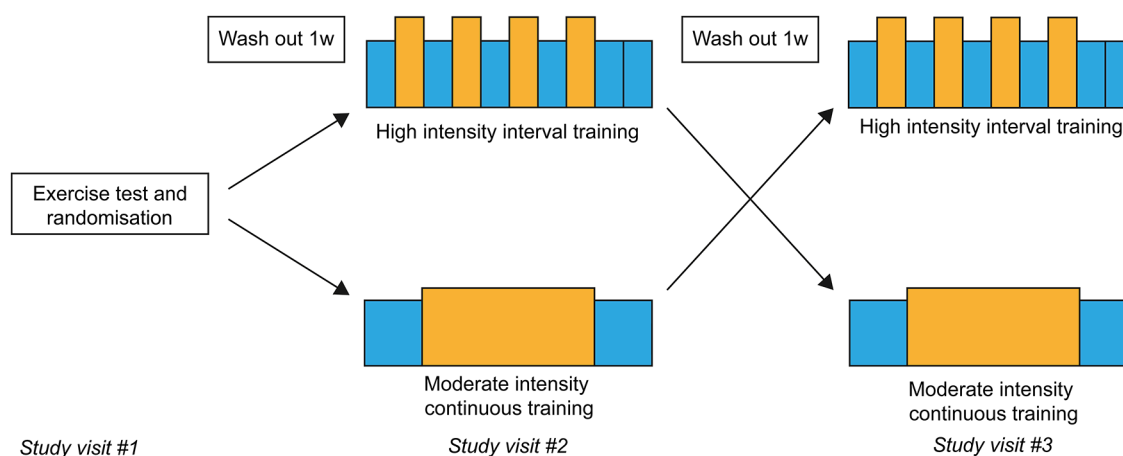 Wash out 1w
Wash out 1w
High intensity interval training
High intensity interval training
Exercise test and
randomisation
Moderate intensity
continuous training
Moderate intensity
continuous training
Study visit #1
Study visit #2
Study visit #3